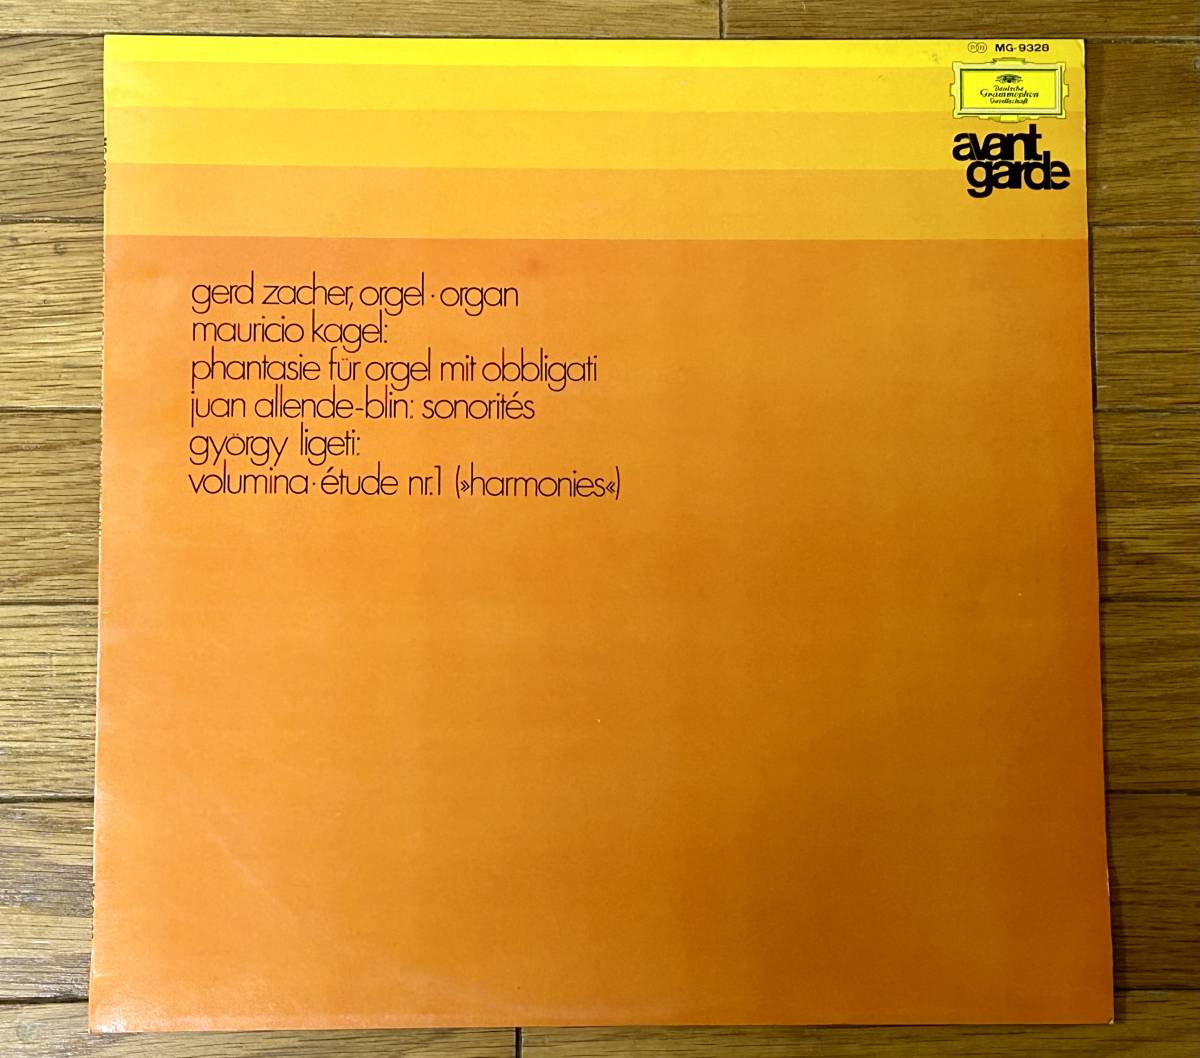 MG-9328
Deutsche
Grammophon
Gesellschaft
avant
garde
gerd zacher, orgel · organ
mauricio kagel:
phantasie für orgel mit obbligati
juan allende-blin: sonorités
györgy ligeti:
volumina · étude nr.1 (»harmonies«)